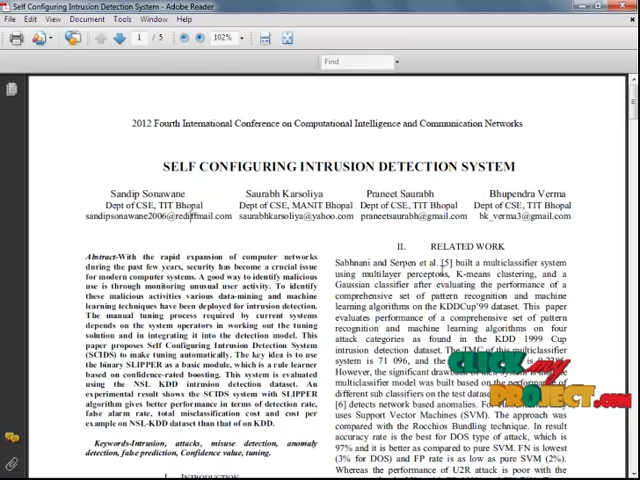 Self Configuring Intrusion Detection System - Adobe Reader
File Edit View Document Tools Window Help
1 / 5 102%
Find
2012 Fourth International Conference on Computational Intelligence and Communication Networks
SELF CONFIGURING INTRUSION DETECTION SYSTEM
Sandip Sonawane Saurabh Karsoliya Praneet Saurabh Bhupendra Verma
Dept of CSE, TIT Bhopal Dept of CSE, MANIT Bhopal Dept of CSE, TIT Bhopal Dept of CSE, TIT Bhopal
sandipsonawane2006@rediffmail.com saurabhkarsoliya@yahoo.com praneetsaurabh@gmail.com bk_verma3@gmail.com
Abstract-With the rapid expansion of computer networks
during the past few years, security has become a crucial issue
for modern computer systems. A good way to identify malicious
use is through monitoring unusual user activity. To identify
these malicious activities various data-mining and machine
learning techniques have been deployed for intrusion detection.
The manual tuning process required by current systems
depends on the system operators in working out the tuning
solution and in integrating it into the detection model. This
paper proposes Self Configuring Intrusion Detection System
(SCIDS) to make tuning automatically. The key idea is to use
the binary SLIPPER as a basic module, which is a rule learner
based on confidence-rated boosting. This system is evaluated
using the NSL KDD intrusion detection dataset. An
experimental result shows the SCIDS system with SLIPPER
algorithm gives better performance in terms of detection rate,
false alarm rate, total misclassification cost and cost per
example on NSL-KDD dataset than that of on KDD.
Keywords-Intrusion, attacks, misuse detection, anomaly
detection, false prediction, Confidence value, tuning.
I. INTRODUCTION
II. RELATED WORK
Sabhnani and Serpen et al. [5] built a multiclassifier system
using multilayer perceptors, K-means clustering, and a
Gaussian classifier after evaluating the performance of a
comprehensive set of pattern recognition and machine
learning algorithms on the KDDCup'99 dataset. This paper
evaluates performance of a comprehensive set of pattern
recognition and machine learning algorithms on four
attack categories as found in the KDD 1999 Cup
intrusion detection dataset. The TMC of this multiclassifier
system is 71 096, and the
However, the significant drawback
multiclassifier model was built based on the performance of
different sub classifiers on the test
[6] detects network based anomalies.
uses Support Vector Machines (SVM). The approach was
compared with the Rocchios Bundling technique. In result
accuracy rate is the best for DOS type of attack, which is
97% and it is better as compared to pure SVM. FN is lowest
(3% for DOS) and FP rate is as low as pure SVM (2%).
Whereas the performance of U2R attack is poor with the
CLICK my
PROJECT.COM